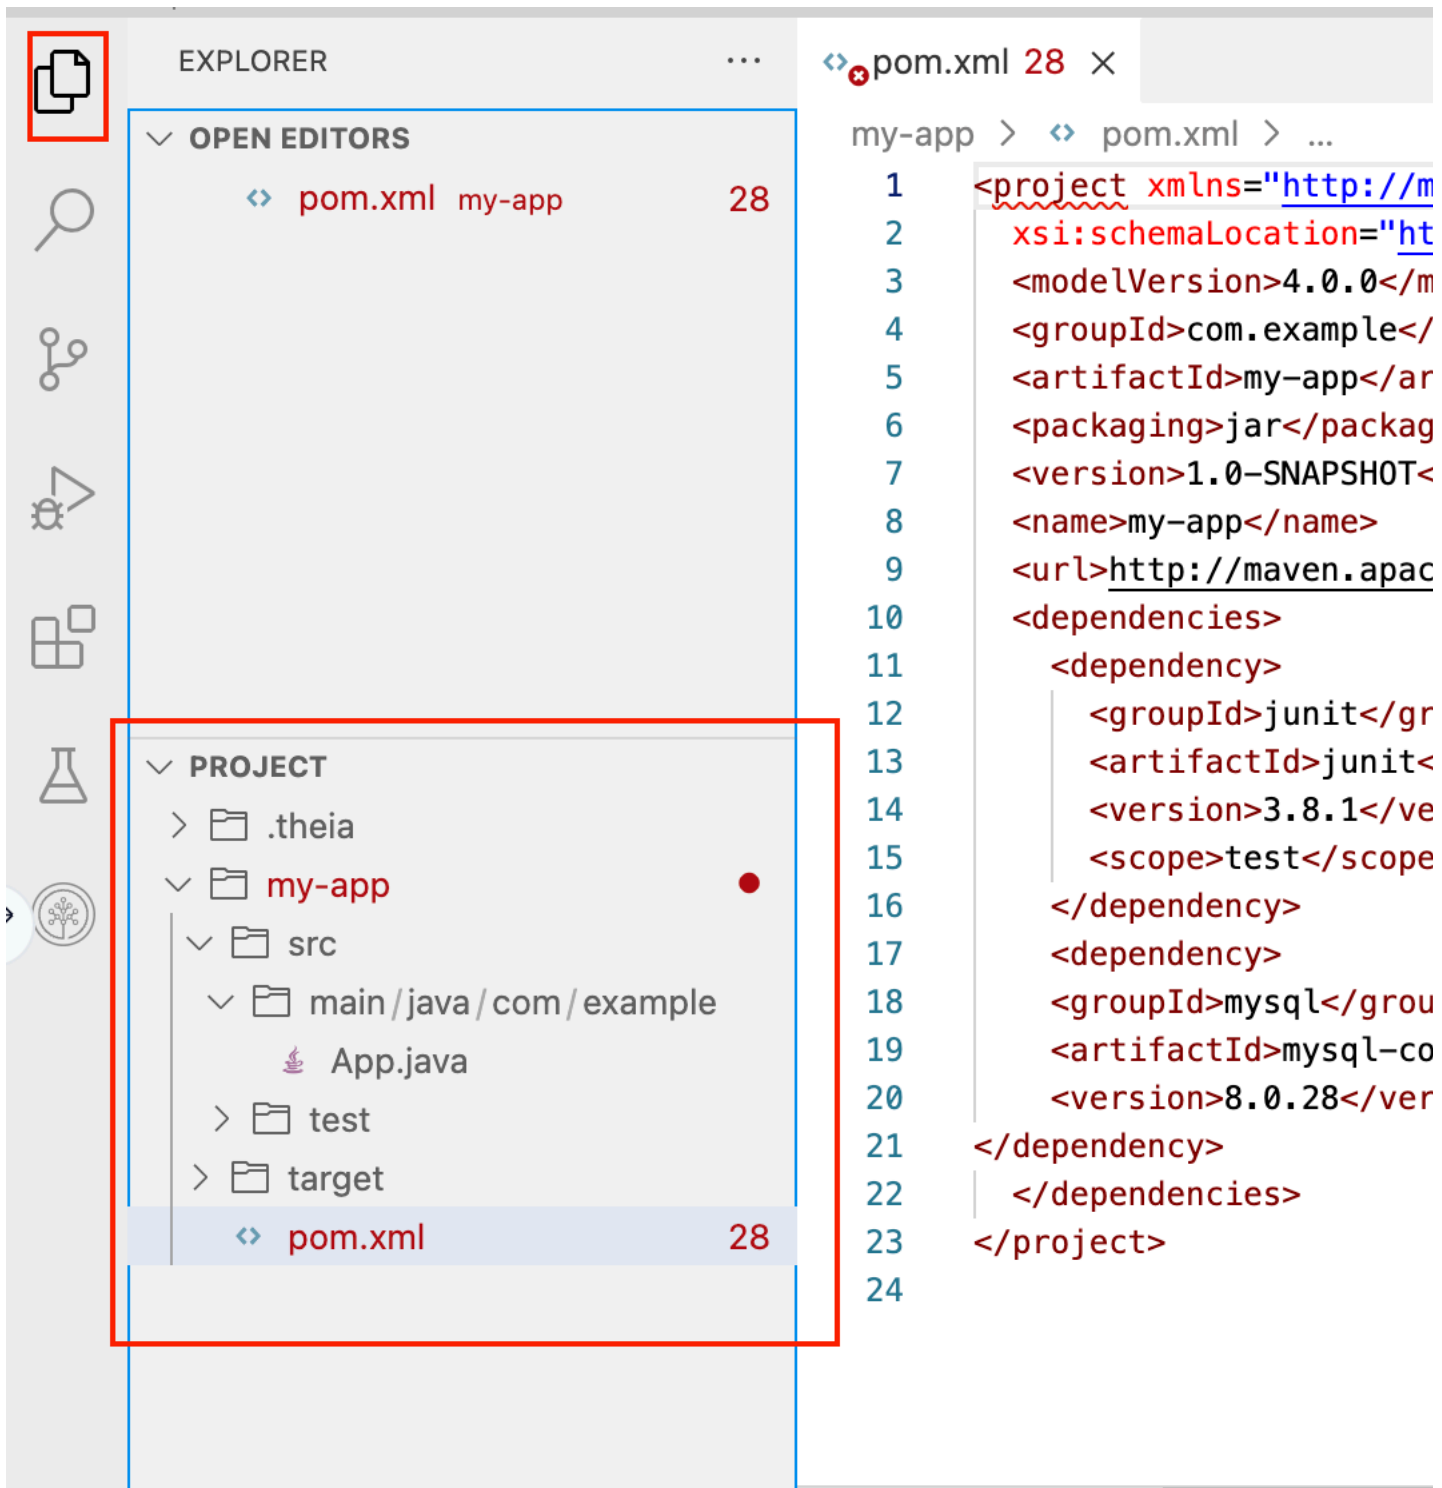 EXPLORER
OPEN EDITORS
pom.xml my-app 28
PROJECT
.theia
my-app
src
main/java/com/example
App.java
test
target
pom.xml 28
pom.xml 28
my-app > pom.xml > ...
1 <project xmlns="http://m
2 xsi:schemaLocation="ht
3 <modelVersion>4.0.0</m
4 <groupId>com.example</
5 <artifactId>my-app</ar
6 <packaging>jar</packag
7 <version>1.0-SNAPSHOT<
8 <name>my-app</name>
9 <url>http://maven.apac
10 <dependencies>
11 <dependency>
12 <groupId>junit</gr
13 <artifactId>junit<
14 <version>3.8.1</ve
15 <scope>test</scope
16 </dependency>
17 <dependency>
18 <groupId>mysql</grou
19 <artifactId>mysql-co
20 <version>8.0.28</ver
21 </dependency>
22 </dependencies>
23 </project>
24